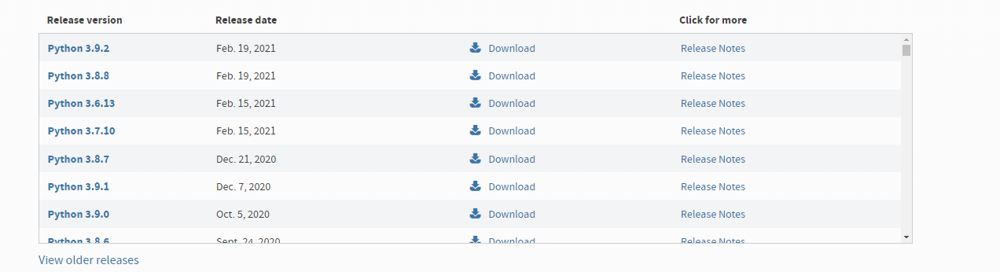 Release version Release date Click for more
Python 3.9.2 Feb. 19, 2021 Download Release Notes
Python 3.8.8 Feb. 19, 2021 Download Release Notes
Python 3.6.13 Feb. 15, 2021 Download Release Notes
Python 3.7.10 Feb. 15, 2021 Download Release Notes
Python 3.8.7 Dec. 21, 2020 Download Release Notes
Python 3.9.1 Dec. 7, 2020 Download Release Notes
Python 3.9.0 Oct. 5, 2020 Download Release Notes
Python 3.8.6 Sept. 24, 2020 Download Release Notes
View older releases